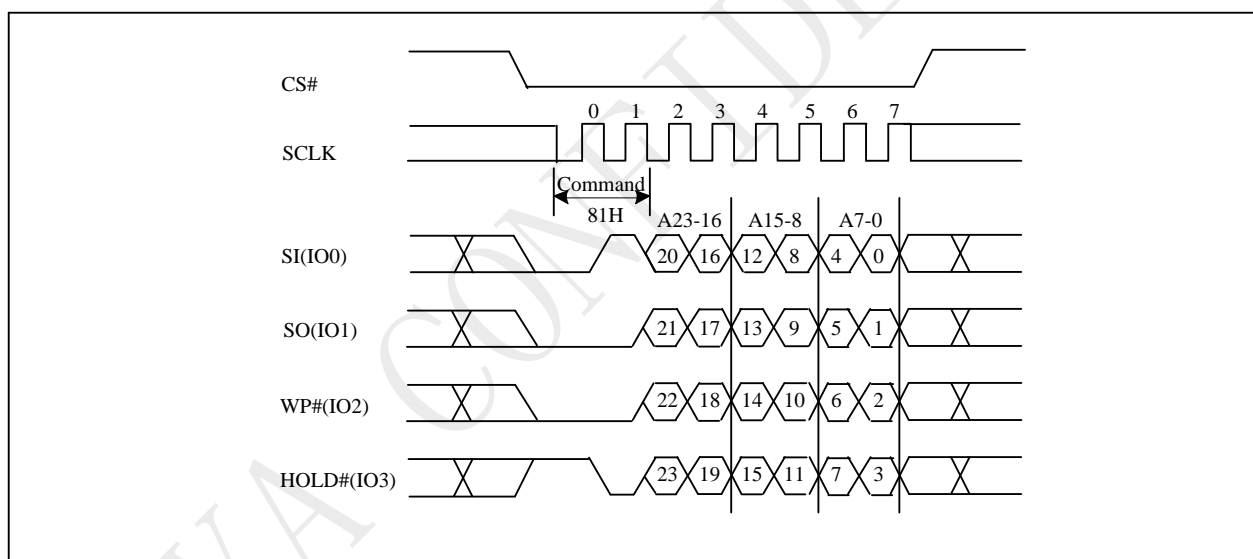 CS#
0 1 2 3 4 5 6 7
SCLK
Command
81H
A23-16 A15-8 A7-0
SI(IO0) 20 16 12 8 4 0
SO(IO1) 21 17 13 9 5 1
WP#(IO2) 22 18 14 10 6 2
HOLD#(IO3) 23 19 15 11 7 3